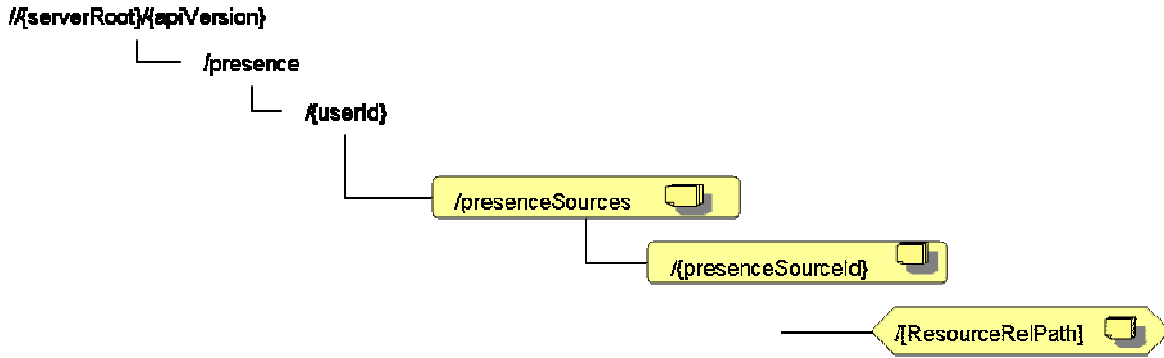 //{serverRoot}/{apiVersion}
/presence
/{userId}
/presenceSources
/{presenceSourceId}
/[ResourceRelPath]